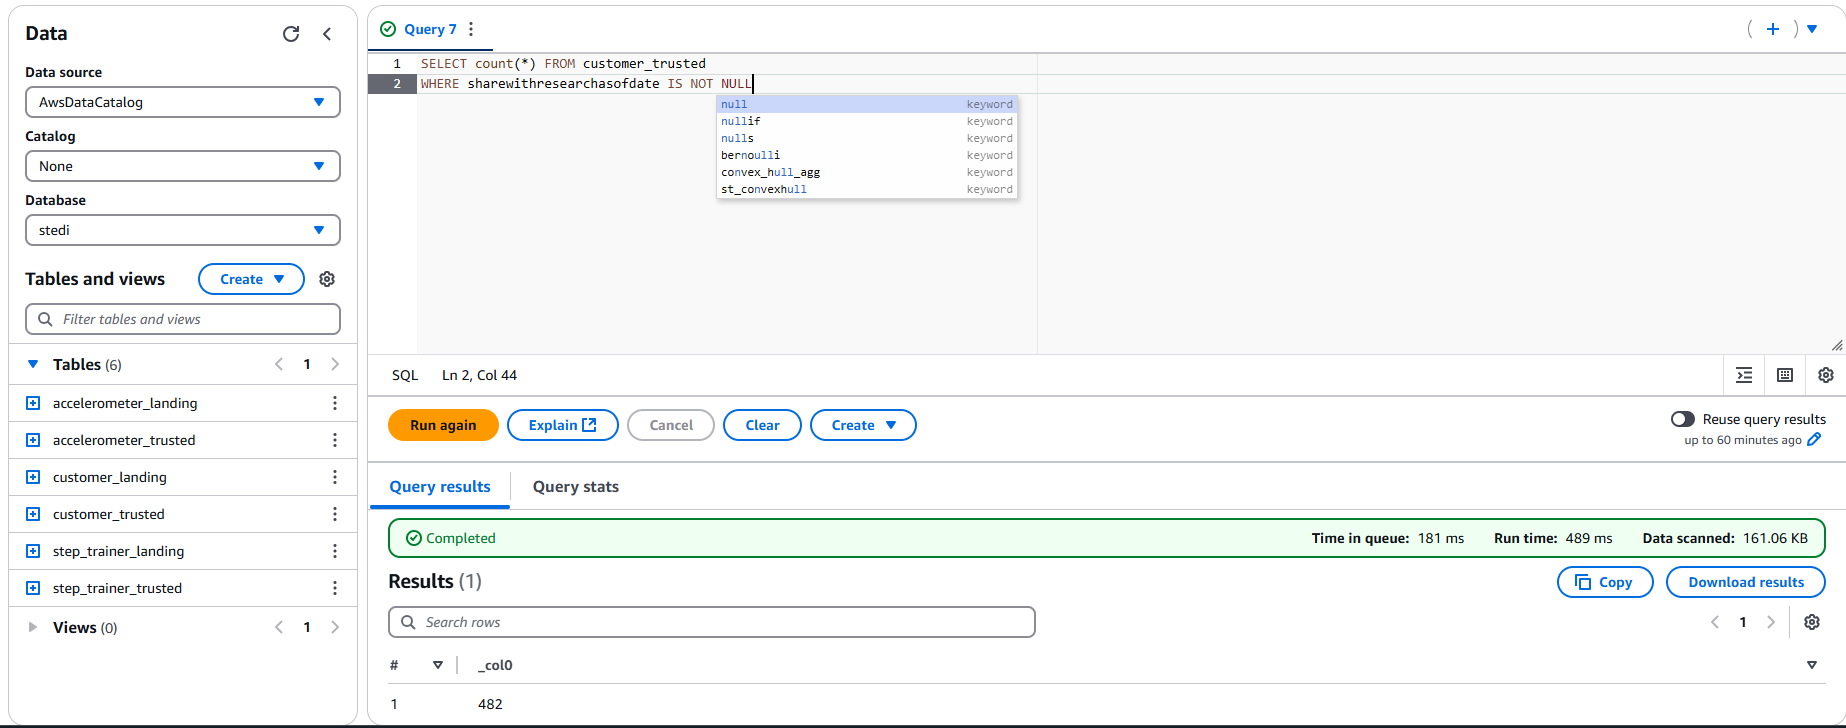 Data
Data source
AwsDataCatalog
Catalog
None
Database
stedi
Tables and views
Create
Filter tables and views
Tables (6)
1
accelerometer_landing
accelerometer_trusted
customer_landing
customer_trusted
step_trainer_landing
step_trainer_trusted
Views (0)
1
Query 7
1 SELECT count(*) FROM customer_trusted
2 WHERE sharewithresearchasofdate IS NOT NULL
null keyword
nullif keyword
nulls keyword
bernoulli keyword
convex_hull_agg keyword
st_convexhull keyword
SQL Ln 2, Col 44
Run again Explain Cancel Clear Create
Reuse query results
up to 60 minutes ago
Query results Query stats
Completed Time in queue: 181 ms Run time: 489 ms Data scanned: 161.06 KB
Results (1) Copy Download results
Search rows
1
# _col0
1 482